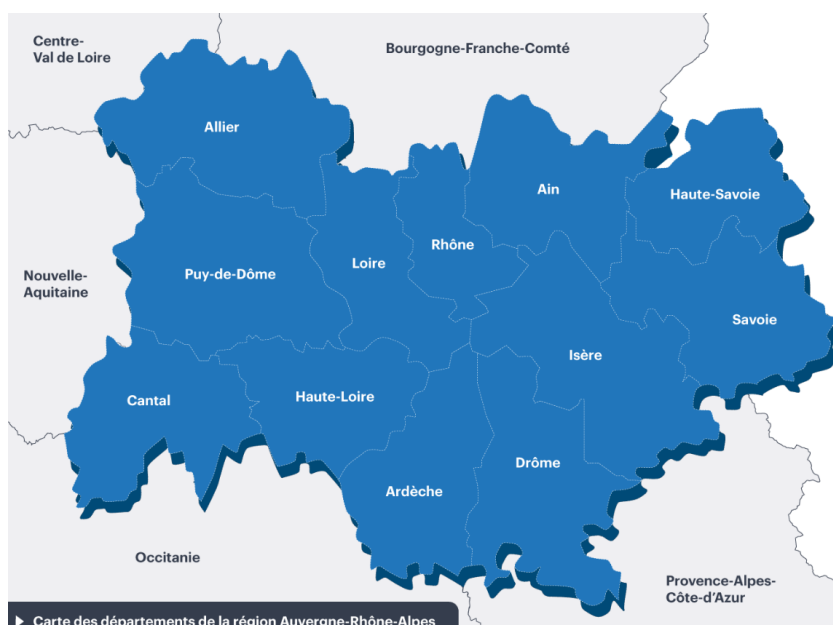 Centre-
Val de Loire
Bourgogne-Franche-Comté
Allier
Ain
Haute-Savoie
Rhône
Loire
Puy-de-Dôme
Nouvelle-
Aquitaine
Savoie
Isère
Cantal
Haute-Loire
Drôme
Ardèche
Occitanie
Provence-Alpes-
Côte-d'Azur
Carte des départements de la région Auvergne-Rhône-Alpes